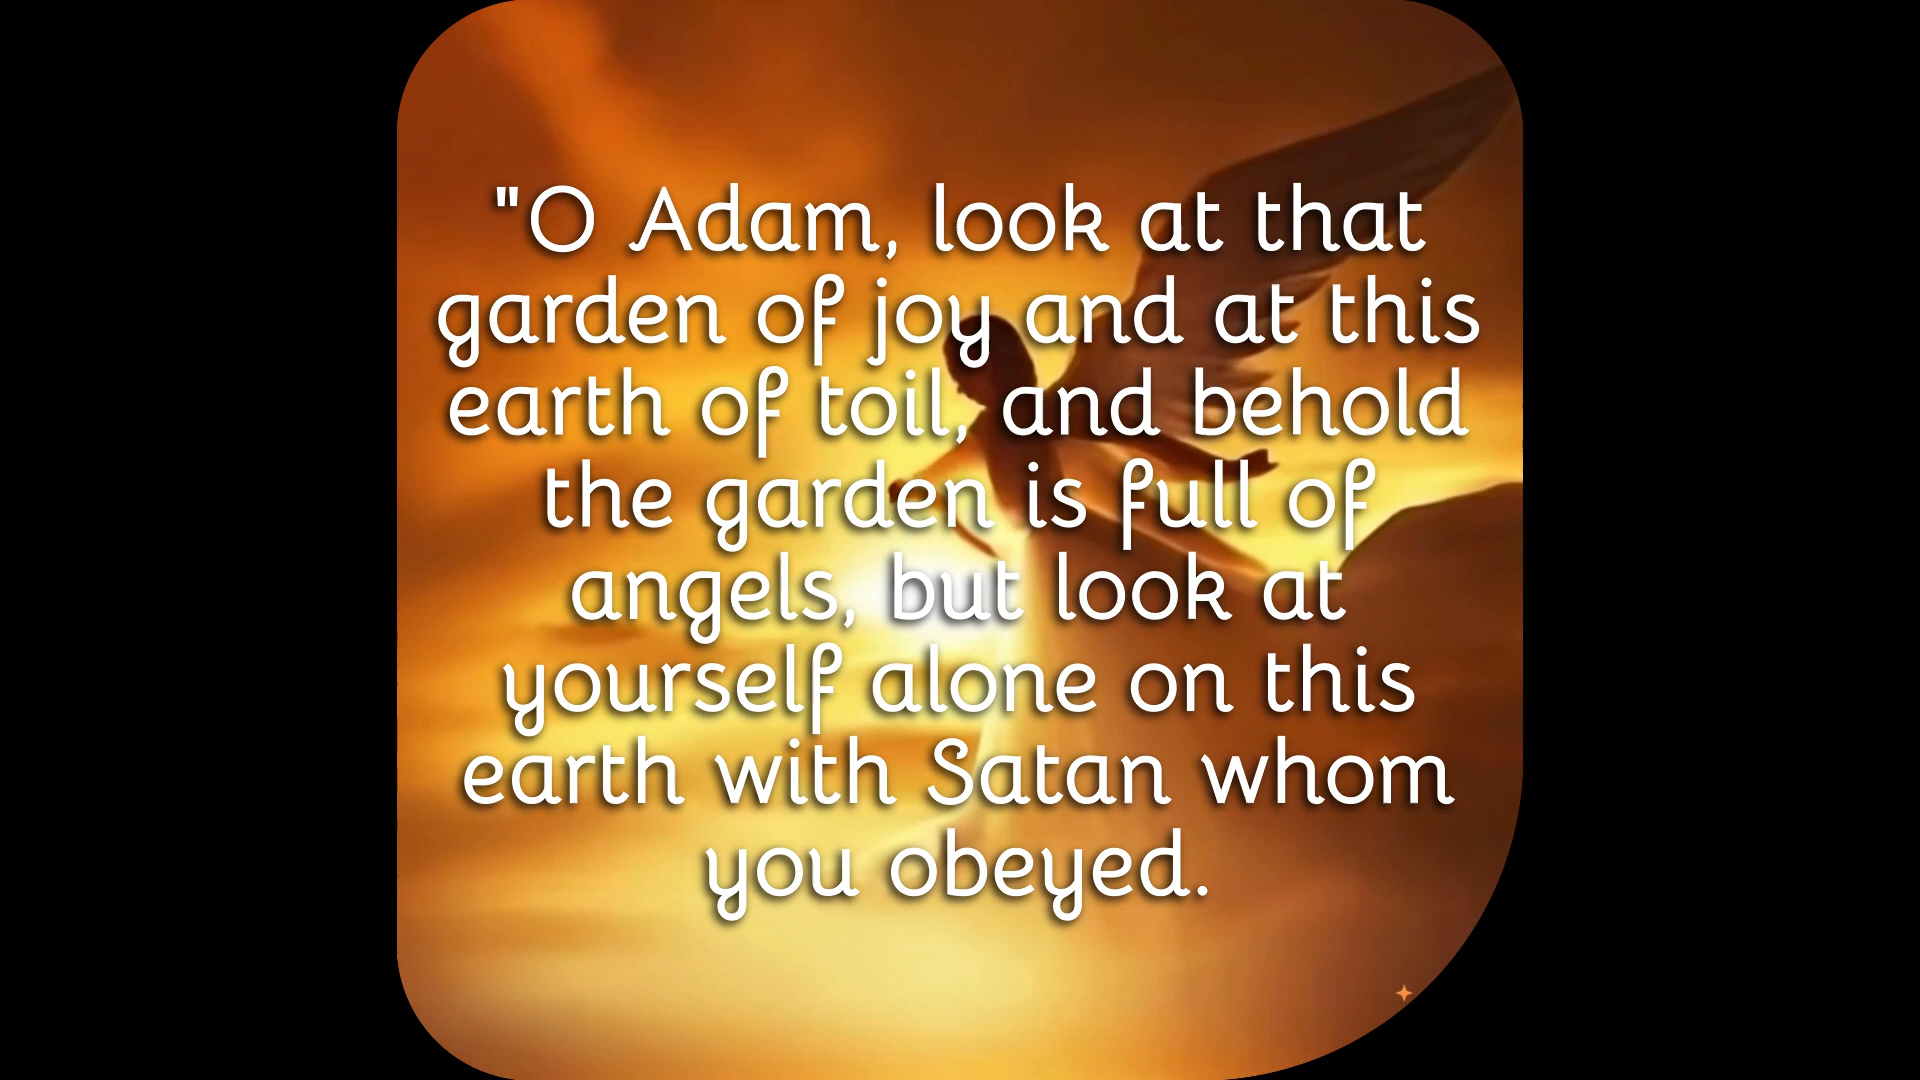 "O Adam, look at that
garden of joy and at this
earth of toil, and behold
the garden is full of
angels, but look at
yourself alone on this
earth with Satan whom
you obeyed.